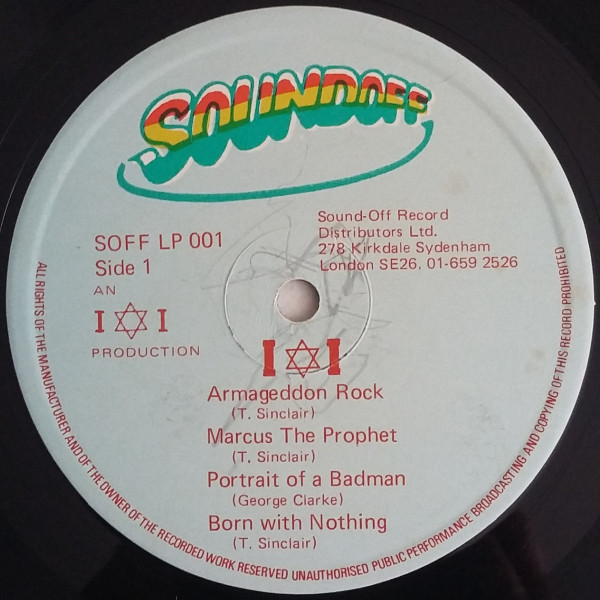 SOUNDOFF
SOFF LP 001
Side 1
AN
I ✡ I
PRODUCTION
Sound-Off Record
Distributors Ltd.
278 Kirkdale Sydenham
London SE26, 01-659 2526
I ✡ I
Armageddon Rock
(T. Sinclair)
Marcus The Prophet
(T. Sinclair)
Portrait of a Badman
(George Clarke)
Born with Nothing
(T. Sinclair)
ALL RIGHTS OF THE MANUFACTURER AND OF THE OWNER OF THE RECORDED WORK RESERVED UNAUTHORISED PUBLIC PERFORMANCE BROADCASTING AND COPYING OF THIS RECORD PROHIBITED